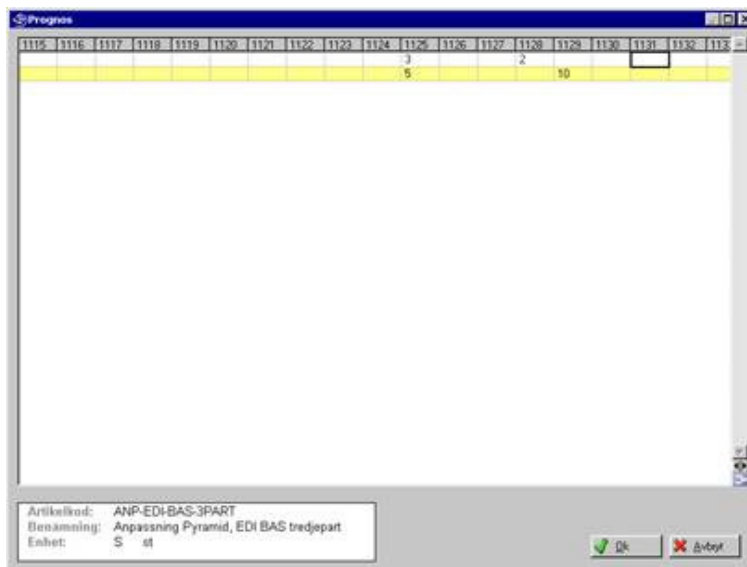 Prognos
1115 1116 1117 1118 1119 1120 1121 1122 1123 1124 1125 1126 1127 1128 1129 1130 1131 1132 113
3 2
5 10
Artikelkod: ANP-EDI-BAS-3PART
Benämning: Anpassning Pyramid, EDI BAS tredjepart
Enhet: S st
Ok Avbryt